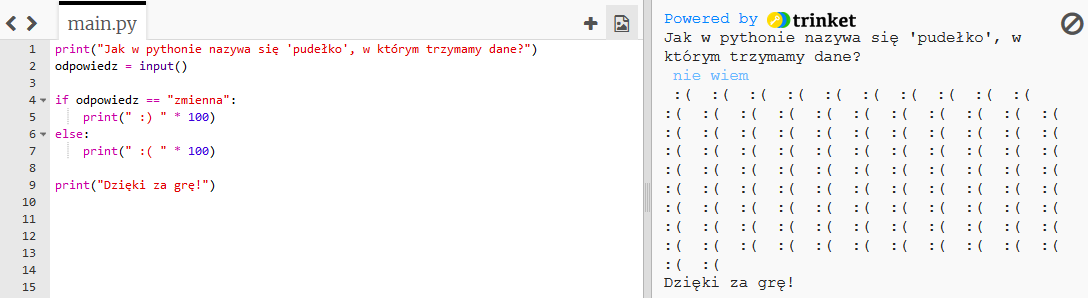 main.py
1 print("Jak w pythonie nazywa się 'pudełko', w którym trzymamy dane?")
2 odpowiedz = input()
3
4 if odpowiedz == "zmienna":
5     print(" :) " * 100)
6 else:
7     print(" :( " * 100)
8
9 print("Dzięki za grę!")
10
11
12
13
14
15
Powered by trinket
Jak w pythonie nazywa się 'pudełko', w
którym trzymamy dane?
nie wiem
:(  :(  :(  :(  :(  :(  :(  :(  :(  :(
:(  :(  :(  :(  :(  :(  :(  :(  :(  :(  :(
:(  :(  :(  :(  :(  :(  :(  :(  :(  :(  :(
:(  :(  :(  :(  :(  :(  :(  :(  :(  :(  :(
:(  :(  :(  :(  :(  :(  :(  :(  :(  :(  :(
:(  :(  :(  :(  :(  :(  :(  :(  :(  :(  :(
:(  :(  :(  :(  :(  :(  :(  :(  :(  :(  :(
:(  :(  :(  :(  :(  :(  :(  :(  :(  :(  :(
:(  :(  :(  :(  :(  :(  :(  :(  :(  :(  :(
:(  :(
Dzięki za grę!